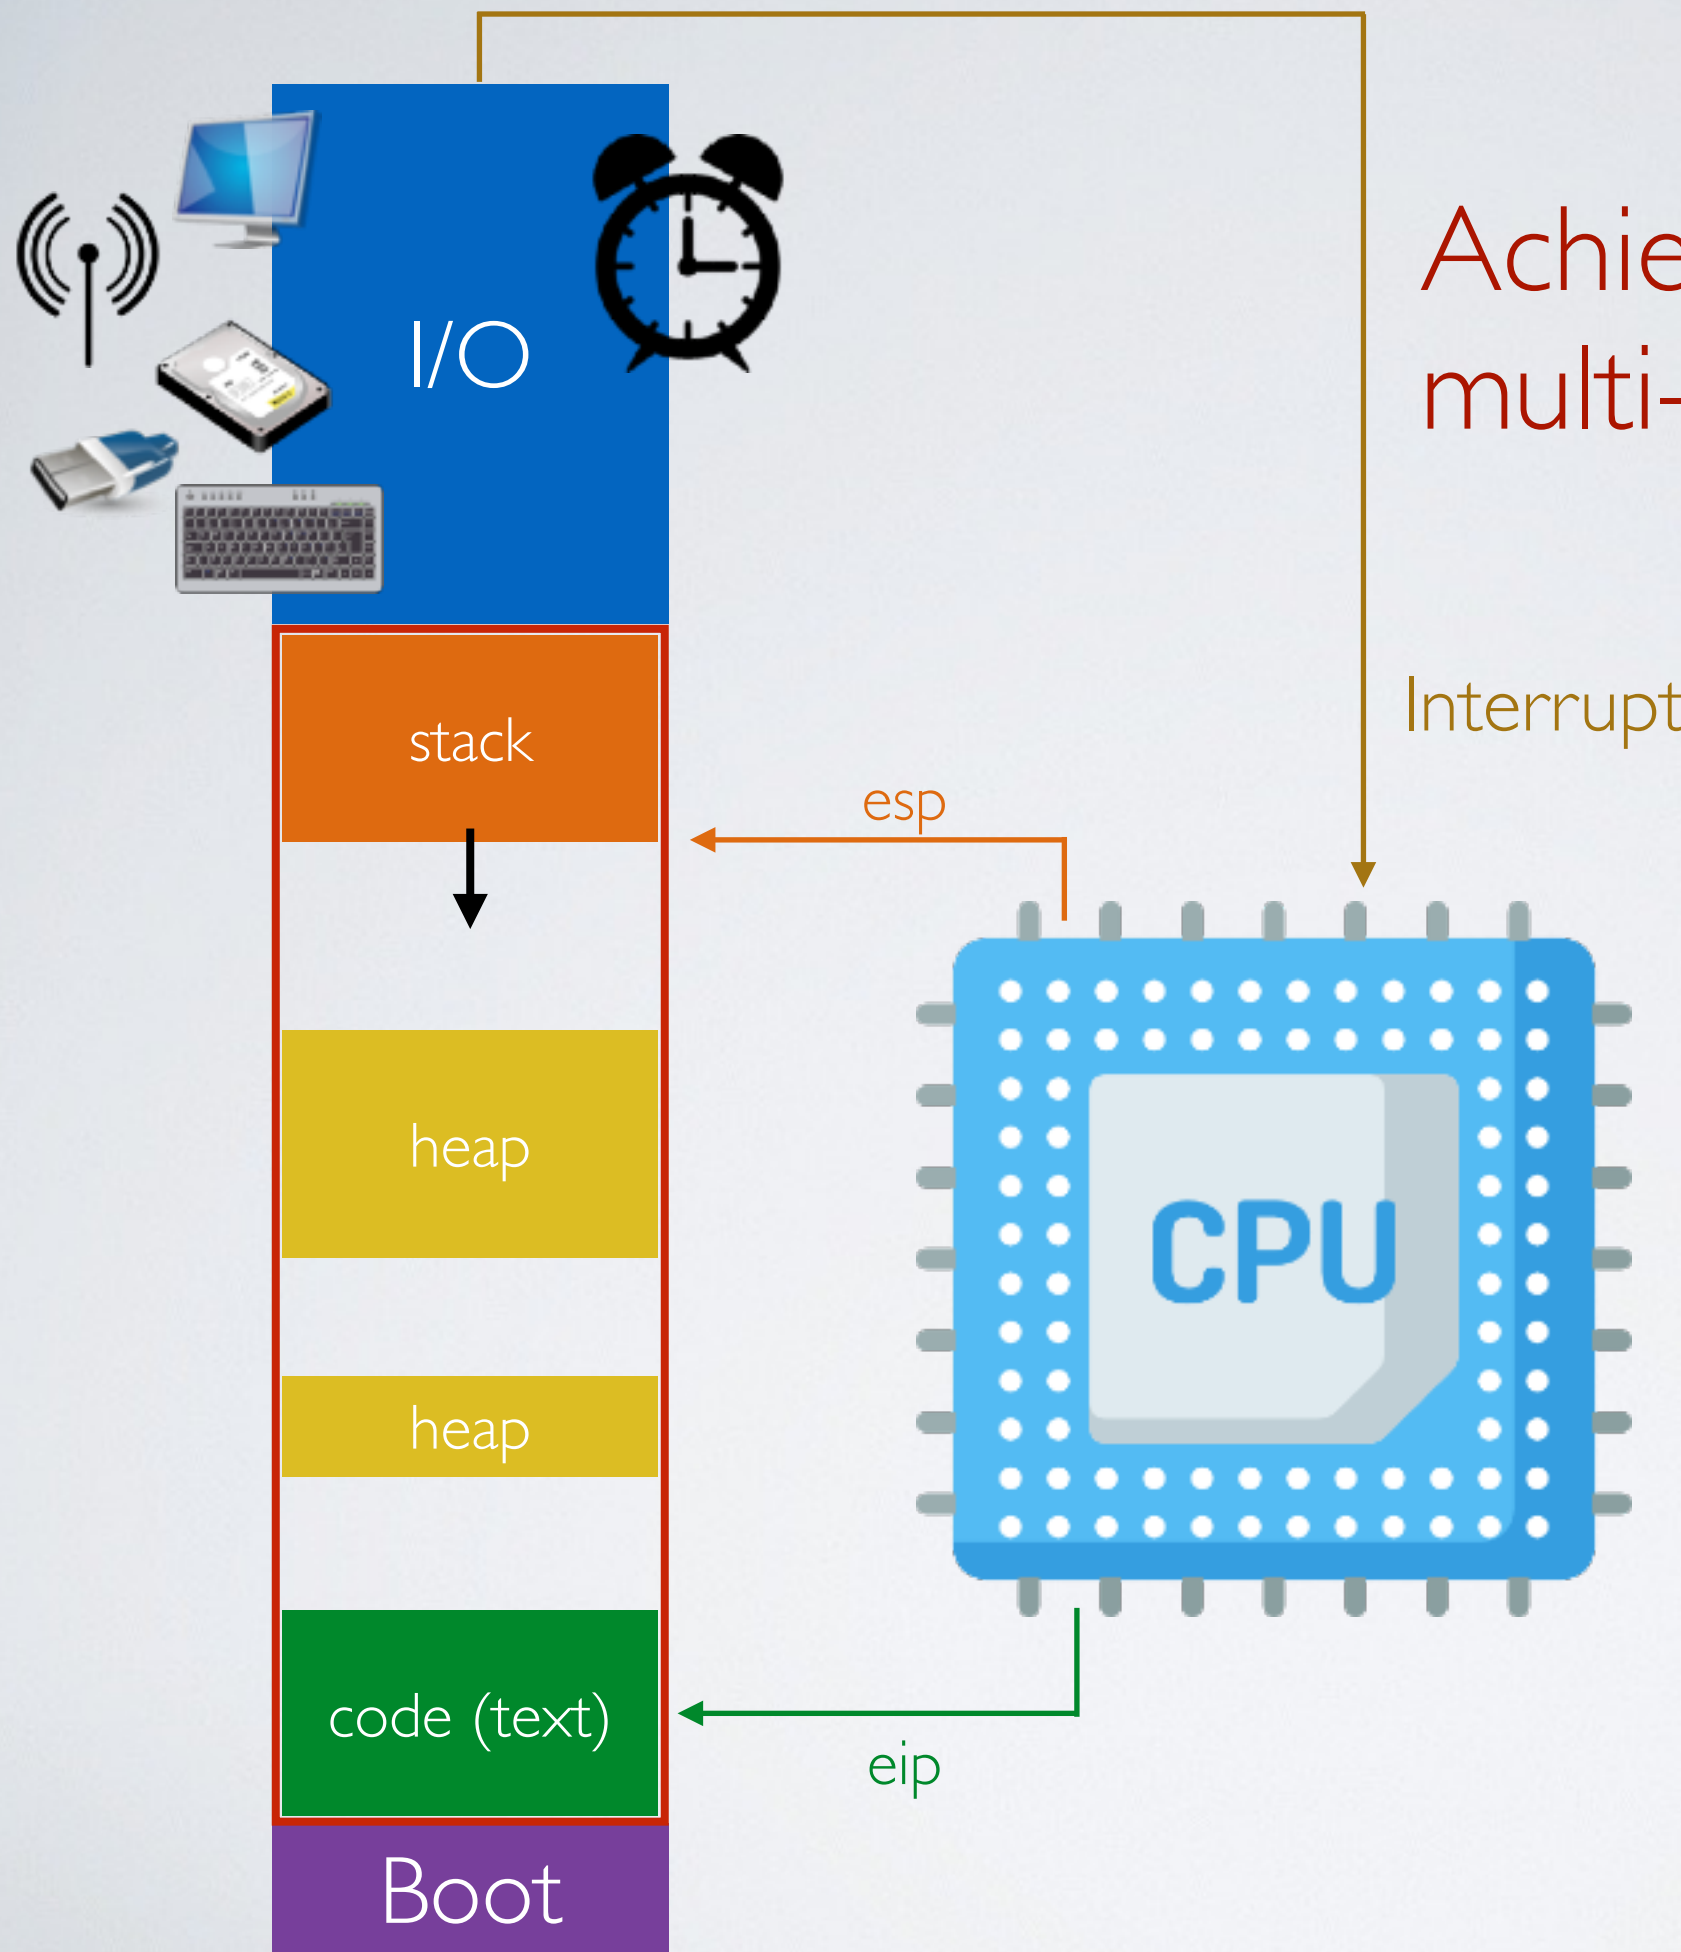 I/O
Achie
multi-
stack
Interrupt
esp
heap
CPU
heap
code (text)
eip
Boot